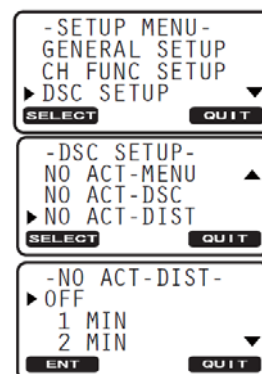 -SETUP MENU-
GENERAL SETUP
CH FUNC SETUP
▶DSC SETUP ▼
SELECT QUIT
-DSC SETUP-
NO ACT-MENU ▲
NO ACT-DSC
▶NO ACT-DIST
SELECT QUIT
-NO ACT-DIST-
▶OFF
1 MIN
2 MIN ▼
ENT QUIT